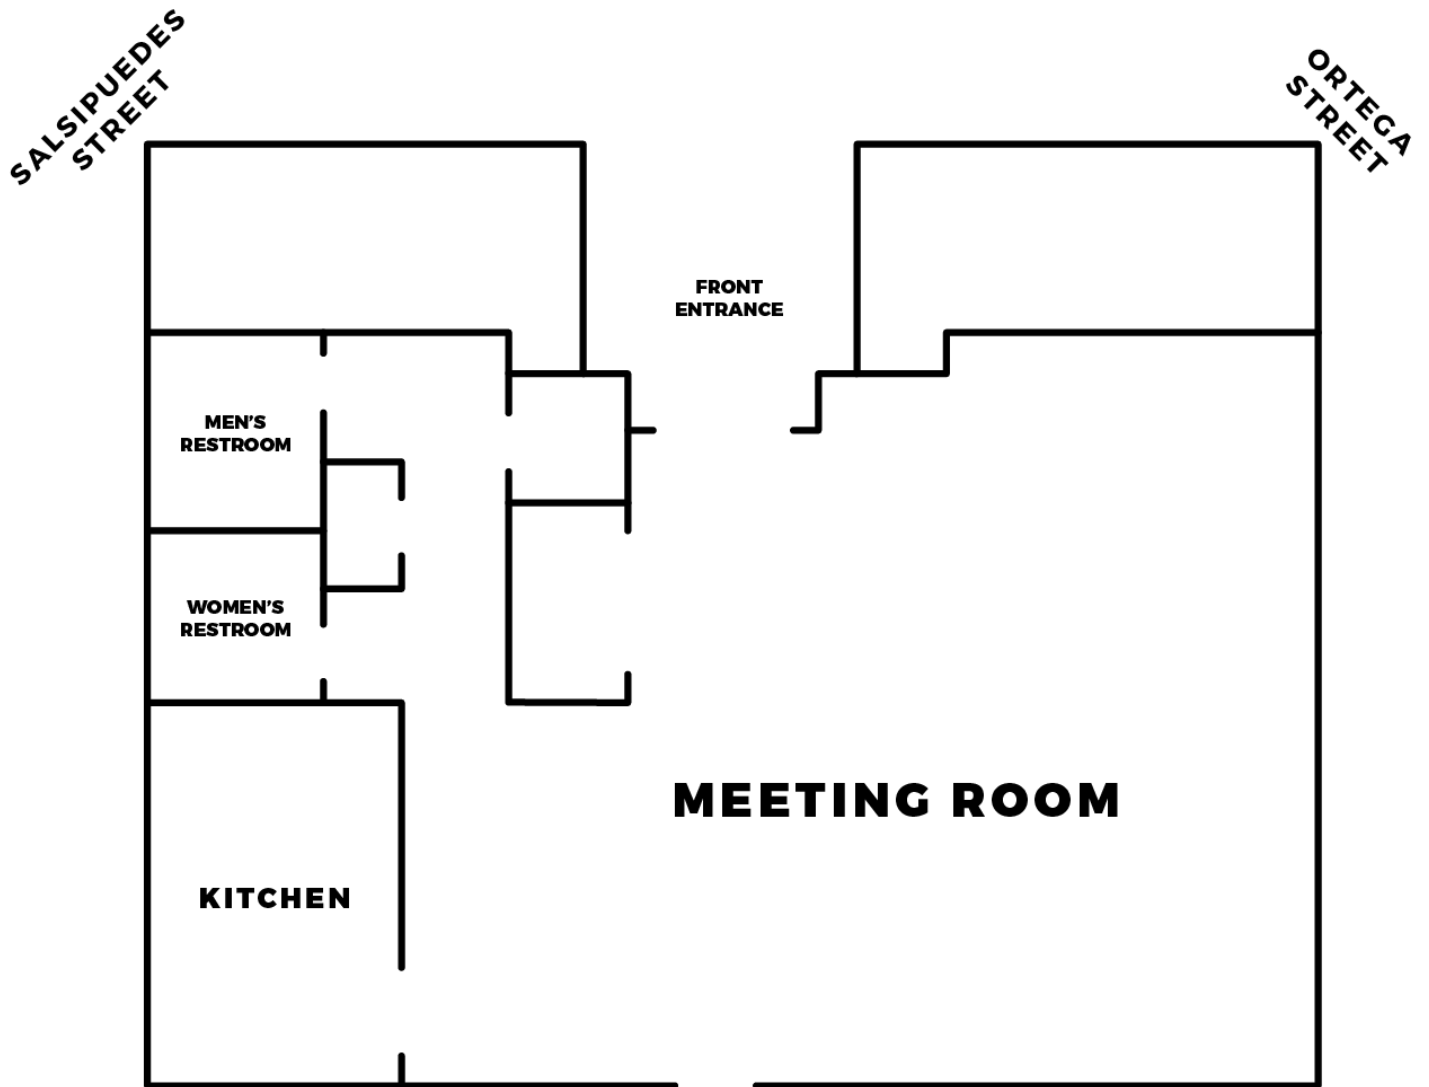 SALSIPUEDES
STREET
ORTEGA
STREET
FRONT
ENTRANCE
MEN’S
RESTROOM
WOMEN’S
RESTROOM
MEETING ROOM
KITCHEN